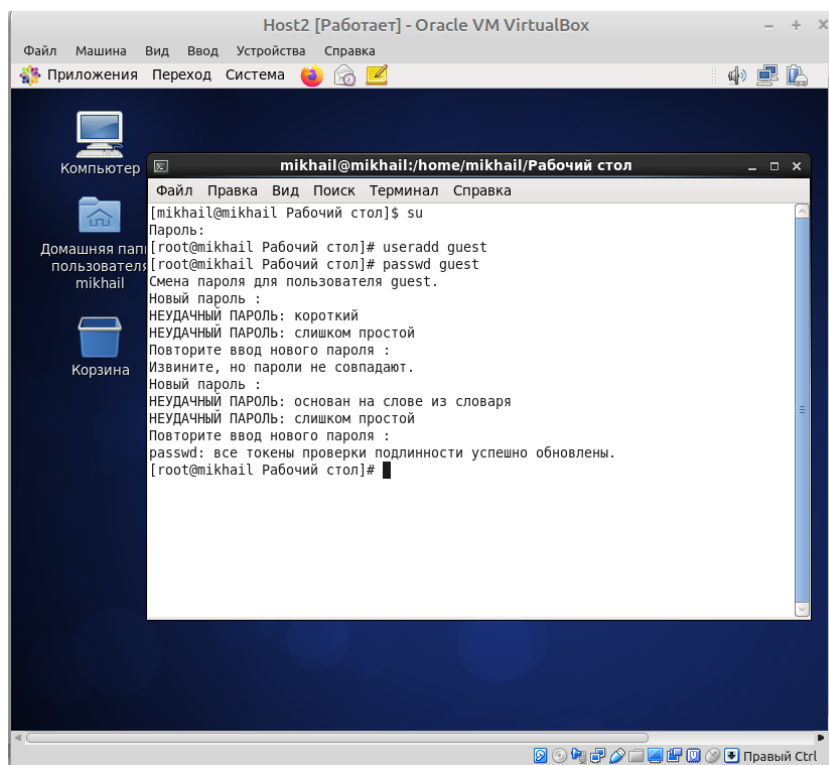 Host2 [Работает] - Oracle VM VirtualBox
Файл Машина Вид Ввод Устройства Справка
Приложения Переход Система
Компьютер
Домашняя пап
пользователя
mikhail
Корзина
mikhail@mikhail:/home/mikhail/Рабочий стол
Файл Правка Вид Поиск Терминал Справка
[mikhail@mikhail Рабочий стол]$ su
Пароль:
[root@mikhail Рабочий стол]# useradd guest
[root@mikhail Рабочий стол]# passwd guest
Смена пароля для пользователя guest.
Новый пароль :
НЕУДАЧНЫЙ ПАРОЛЬ: короткий
НЕУДАЧНЫЙ ПАРОЛЬ: слишком простой
Повторите ввод нового пароля :
Извините, но пароли не совпадают.
Новый пароль :
НЕУДАЧНЫЙ ПАРОЛЬ: основан на слове из словаря
НЕУДАЧНЫЙ ПАРОЛЬ: слишком простой
Повторите ввод нового пароля :
passwd: все токены проверки подлинности успешно обновлены.
[root@mikhail Рабочий стол]#
Правый Ctrl